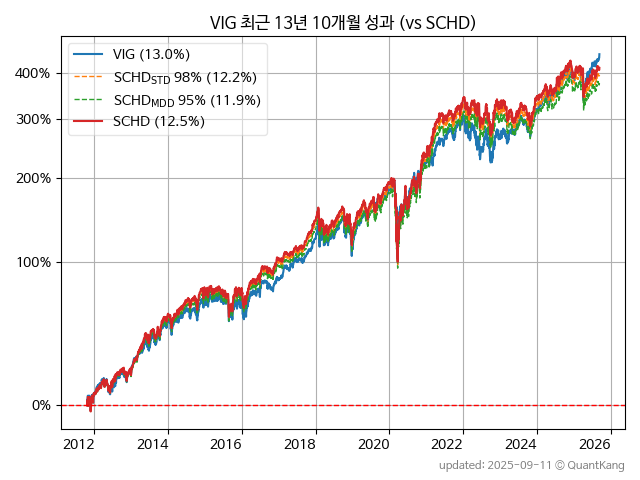 VIG 최근 13년 10개월 성과 (vs SCHD)
VIG (13.0%)
SCHD_STD 98% (12.2%)
SCHD_MDD 95% (11.9%)
SCHD (12.5%)
400%
300%
200%
100%
0%
2012 2014 2016 2018 2020 2022 2024 2026
updated: 2025-09-11 © QuantKang